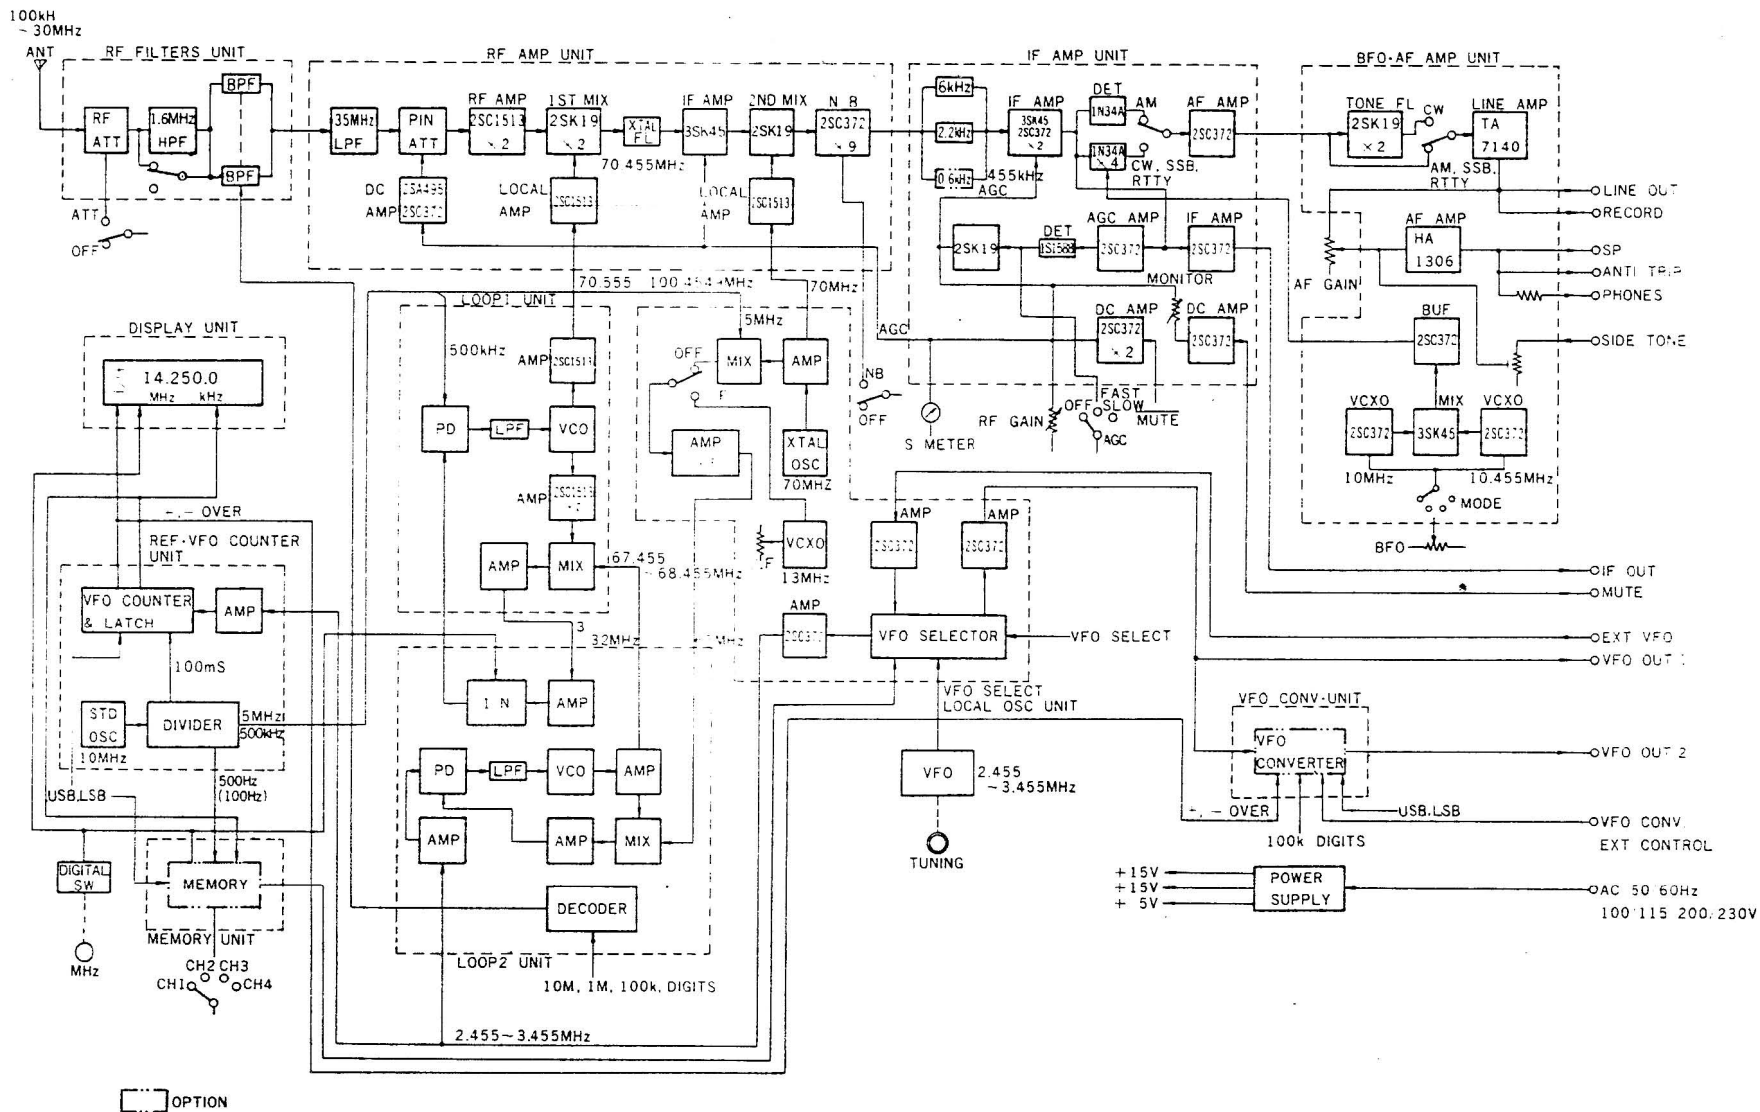 100kH
~30MHz
ANT
RF FILTERS UNIT
RF ATT
1.6MHz HPF
BPF
BPF
ATT
OFF
RF AMP UNIT
35MHz LPF
PIN ATT
RF AMP
2SC1513 ×2
1ST MIX
2SK19 ×2
XTAL FL
70.455MHz
IF AMP
3SK45
2ND MIX
2SK19
N B
2SC372 ×9
DC AMP
2SA495
2SC372
LOCAL AMP
2SC1513
LOCAL AMP
2SC1513
IF AMP UNIT
6kHz
2.2kHz
0.6kHz
455kHz
AGC
IF AMP
3SK45
2SC372
×2
DET
1N34A
AM
1N34A
×4
CW, SSB,
RTTY
AF AMP
2SC372
2SK19
DET
1S1588
AGC AMP
2SC372
IF AMP
2SC372
MONITOR
DC AMP
2SC372
×2
DC AMP
2SC372
AGC
S METER
RF GAIN
OFF
FAST
SLOW
AGC
MUTE
NB
OFF
BFO-AF AMP UNIT
TONE FL
2SK19
×2
CW
AM, SSB,
RTTY
LINE AMP
TA
7140
AF AMP
HA
1306
AF GAIN
BUF
2SC372
VCXO
2SC372
MIX
3SK45
VCXO
2SC372
10MHz
10.455MHz
MODE
BFO
LINE OUT
RECORD
SP
ANTI TRIP
PHONES
SIDE TONE
IF OUT
*
MUTE
EXT VFO
VFO OUT
VFO OUT 2
VFO CONV.
EXT CONTROL
AC 50 60Hz
100 115 200 230V
DISPLAY UNIT
14.250.0
MHz kHz
+,- OVER
REF-VFO COUNTER
UNIT
VFO COUNTER
& LATCH
AMP
100mS
STD OSC
10MHz
DIVIDER
5MHz
500kHz
500Hz
(100Hz)
USB,LSB
DIGITAL SW
MHz
MEMORY
MEMORY UNIT
CH1
CH2
CH3
CH4
LOOP1 UNIT
70.555
500kHz
AMP
2SC1513
PD
LPF
VCO
AMP
AMP
MIX
67.455
~68.455MHz
3
32MHz
1 N
AMP
PD
LPF
VCO
AMP
AMP
AMP
MIX
DECODER
LOOP2 UNIT
10M, 1M, 100k, DIGITS
2.455~3.455MHz
5MHz
70MHz
OFF
MIX
AMP
AMP
XTAL OSC
70MHz
VCXO
13MHz
AMP
2SC372
AMP
2SC372
AMP
2SC372
VFO SELECTOR
VFO SELECT
VFO SELECT
LOCAL OSC UNIT
VFO
2.455
~3.455MHz
TUNING
VFO CONV-UNIT
VFO
CONVERTER
+, - OVER
USB,LSB
100k DIGITS
+15V
+15V
+ 5V
POWER
SUPPLY
OPTION